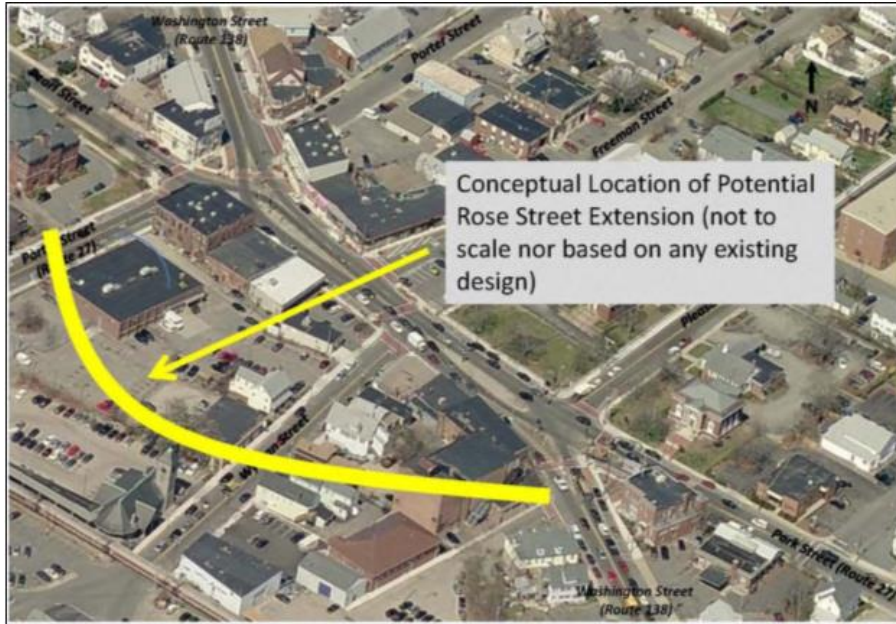 Washington Street
(Route 138)
Porter Street
Freeman Street
N
Conceptual Location of Potential
Rose Street Extension (not to
scale nor based on any existing
design)
Street
(Route 27)
Street
Park Street (Route 27)
Washington Street
(Route 138)